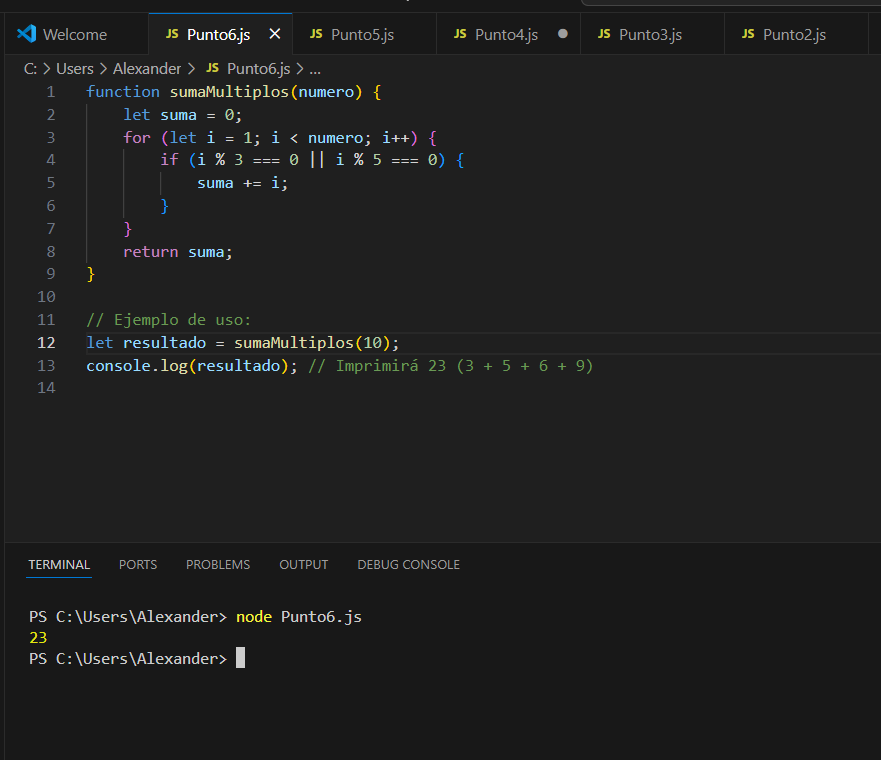 Welcome JS Punto6.js JS Punto5.js JS Punto4.js JS Punto3.js JS Punto2.js
C: > Users > Alexander > JS Punto6.js > ...
1 function sumaMultiplos(numero) {
2     let suma = 0;
3     for (let i = 1; i < numero; i++) {
4         if (i % 3 === 0 || i % 5 === 0) {
5             suma += i;
6         }
7     }
8     return suma;
9 }
10
11 // Ejemplo de uso:
12 let resultado = sumaMultiplos(10);
13 console.log(resultado); // Imprimirá 23 (3 + 5 + 6 + 9)
14
TERMINAL PORTS PROBLEMS OUTPUT DEBUG CONSOLE
PS C:\Users\Alexander> node Punto6.js
23
PS C:\Users\Alexander>